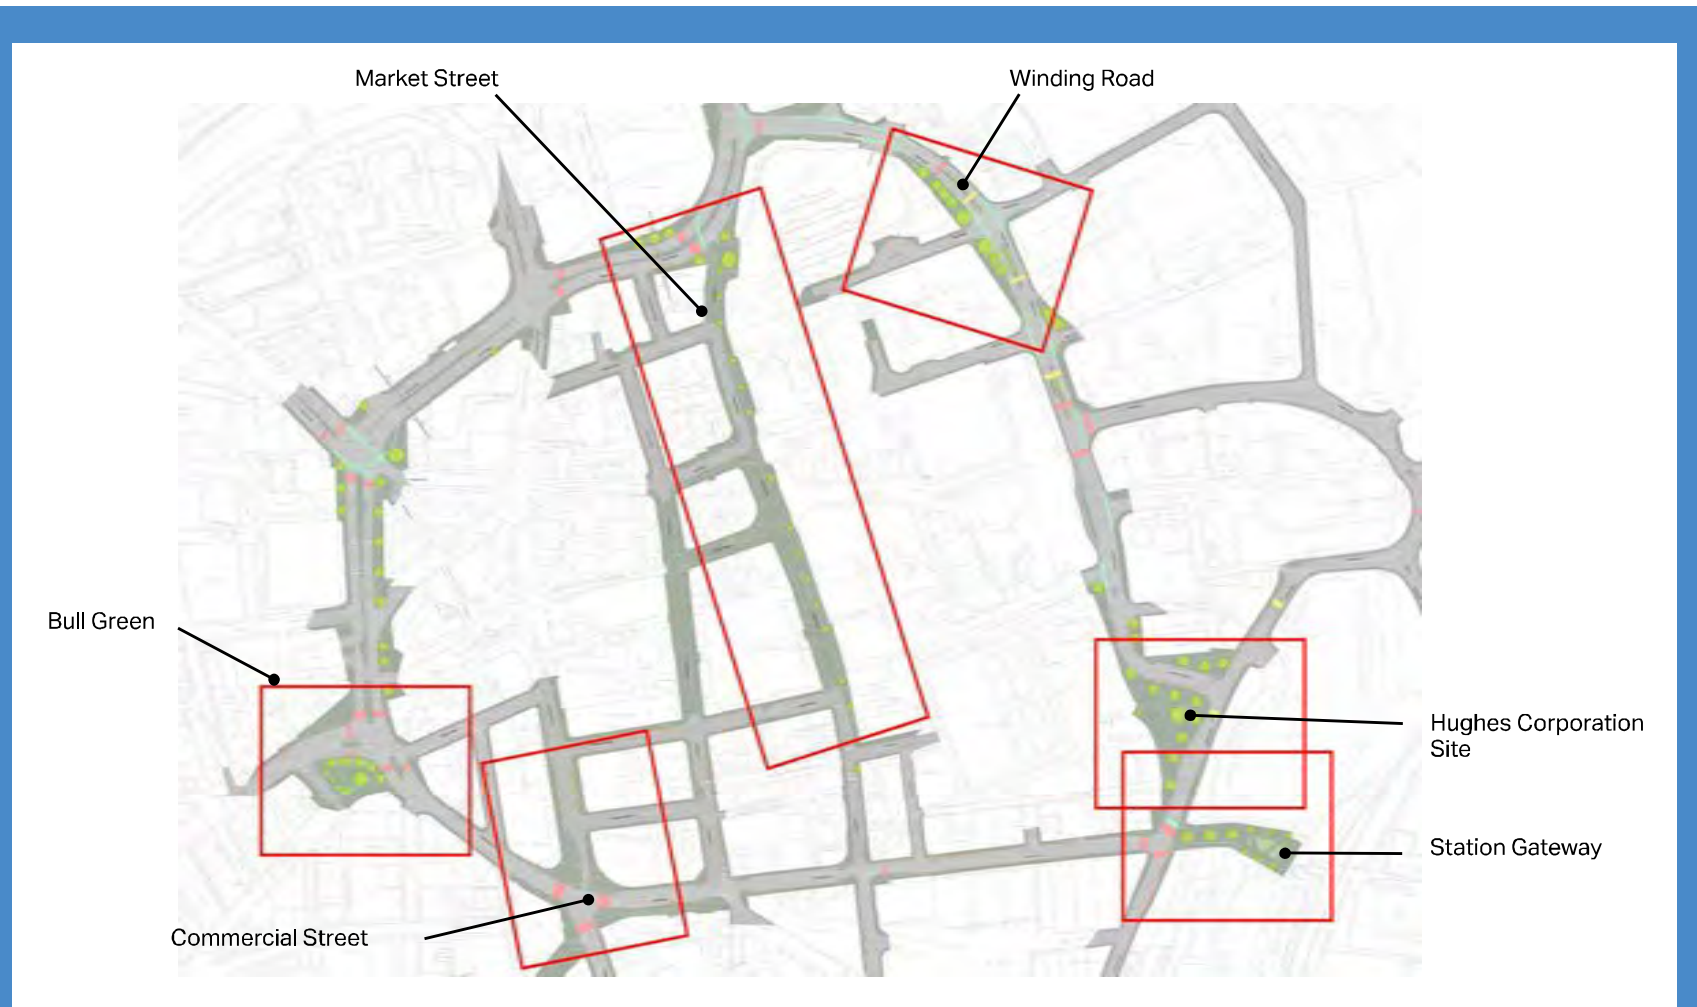 Market Street
Winding Road
Bull Green
Hughes Corporation
Site
Station Gateway
Commercial Street